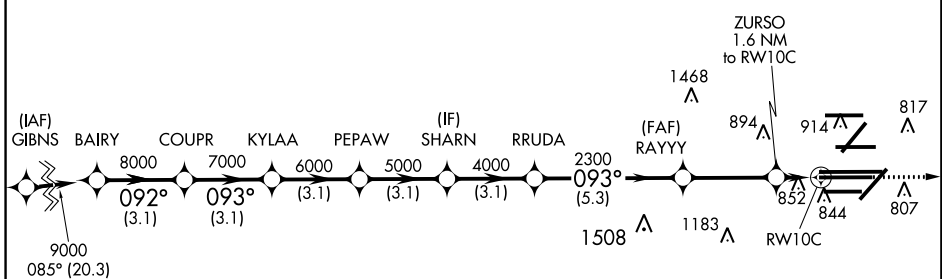 ZURSO
1.6 NM
to RW10C
1468
(IAF)
GIBNS
BAIRY
COUPR
KYLAA
PEPAW
(IF)
SHARN
RRUDA
(FAF)
RAYYY
894
914
817
8000
092°
(3.1)
7000
093°
(3.1)
6000
(3.1)
5000
(3.1)
4000
(3.1)
2300
093°
(5.3)
852
844
807
1508
1183
RW10C
9000
085° (20.3)